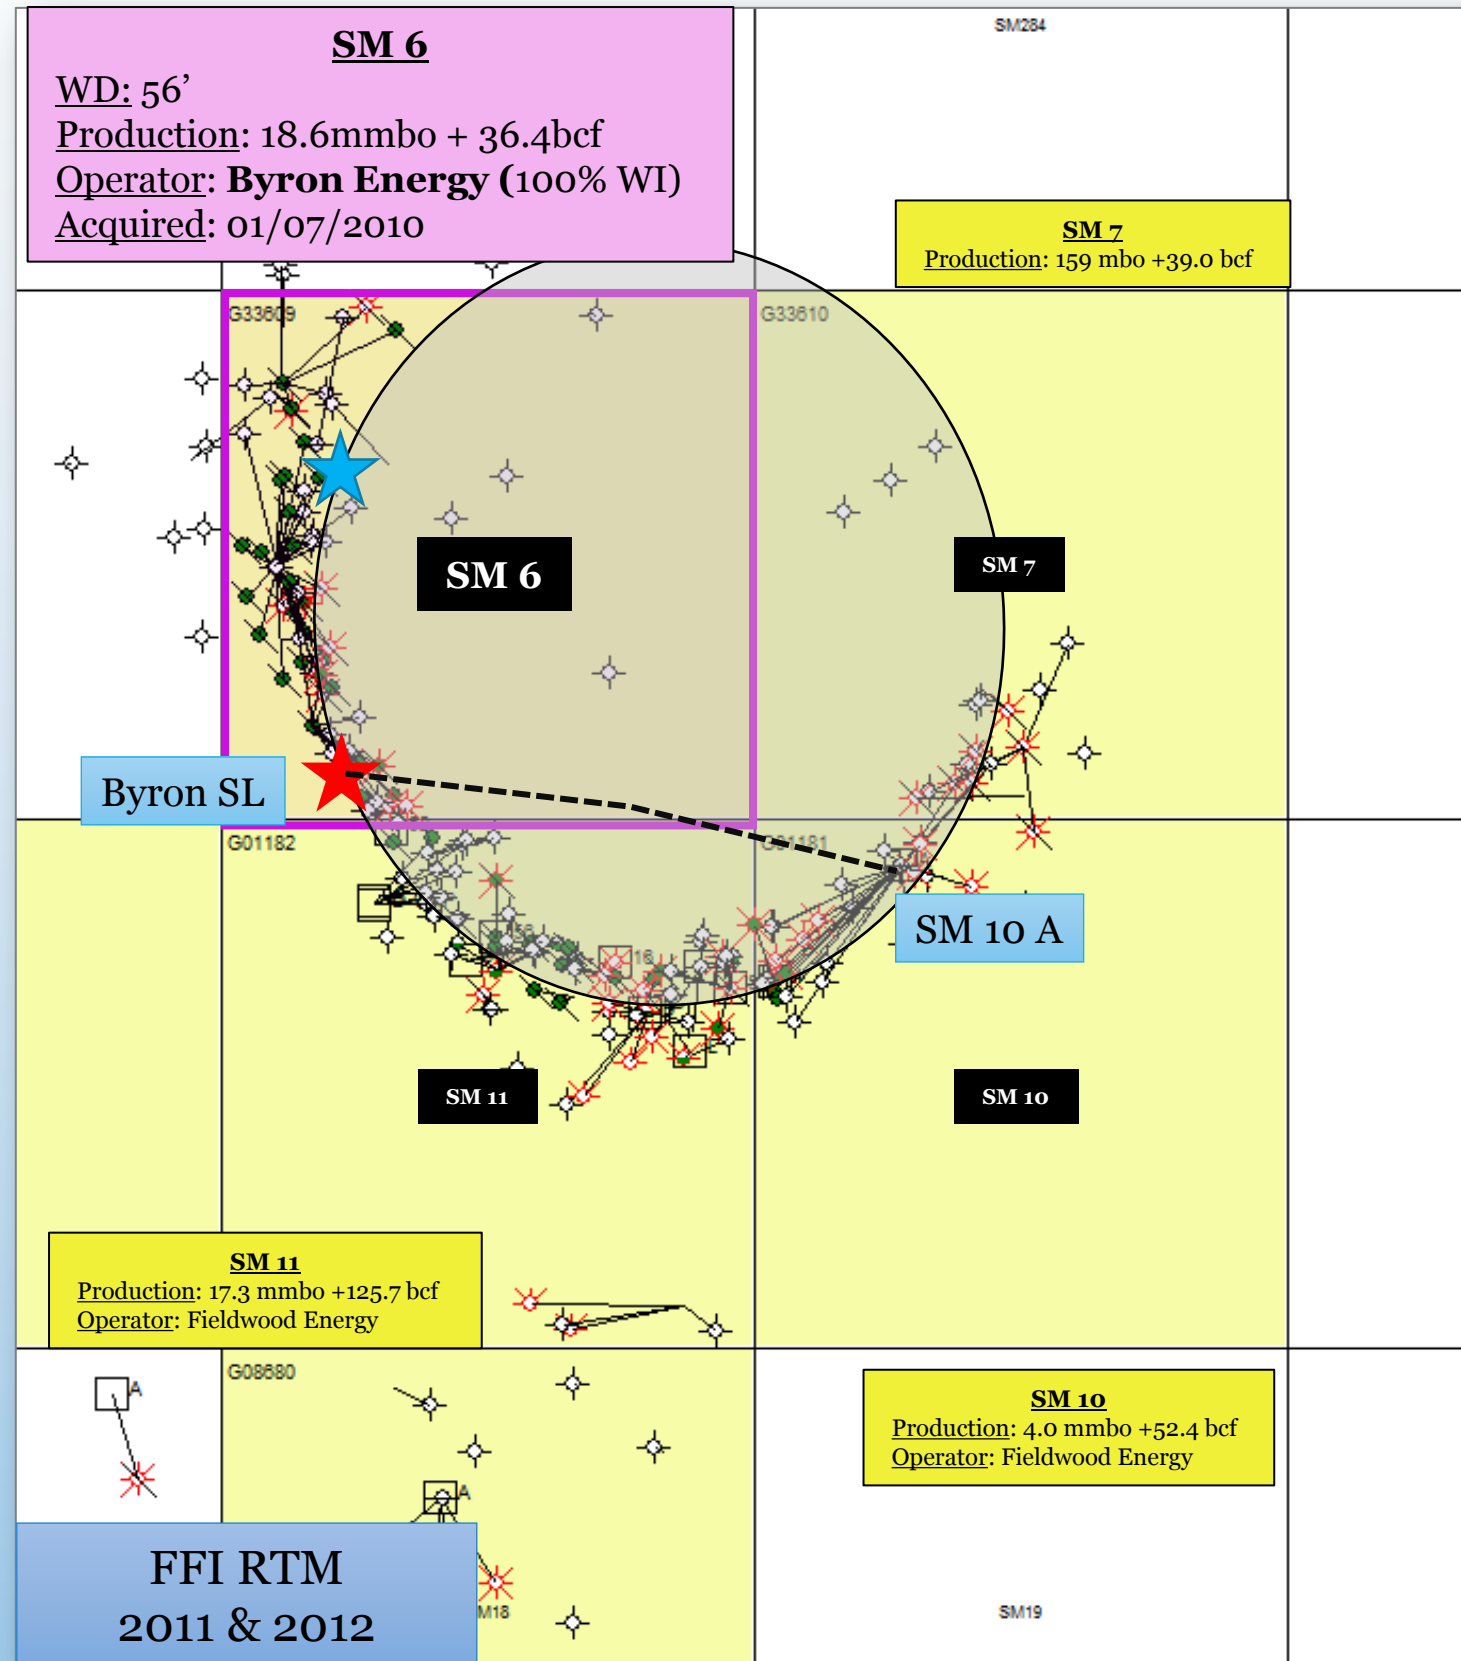 SM 6
WD: 56’
Production: 18.6mmbo + 36.4bcf
Operator: Byron Energy (100% WI)
Acquired: 01/07/2010
SM284
SM 7
Production: 159 mbo +39.0 bcf
G33609
G33610
SM 6
SM 7
Byron SL
G01182
G01181
SM 10 A
16
SM 11
SM 10
SM 11
Production: 17.3 mmbo +125.7 bcf
Operator: Fieldwood Energy
G08680
A
SM 10
Production: 4.0 mmbo +52.4 bcf
Operator: Fieldwood Energy
A
FFI RTM
2011 & 2012
M18
SM19